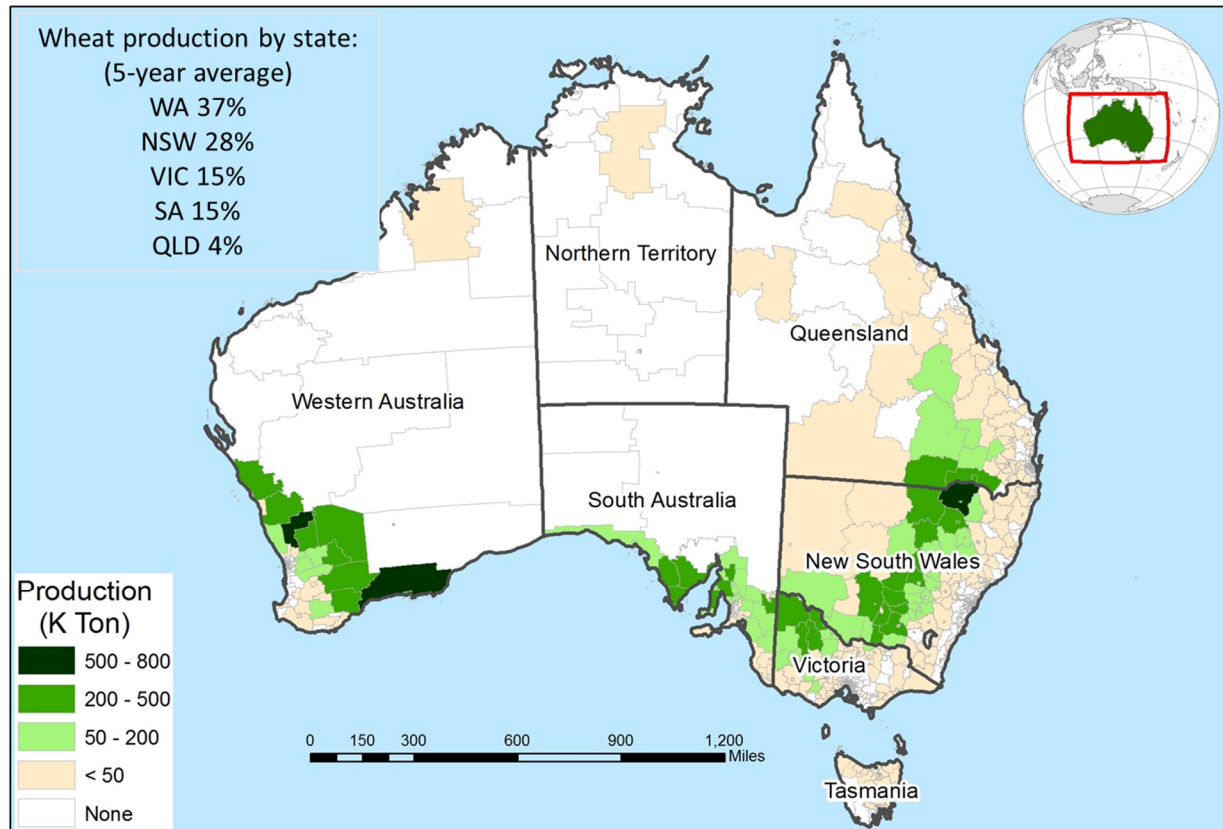 Wheat production by state:
(5-year average)
WA 37%
NSW 28%
VIC 15%
SA 15%
QLD 4%
Northern Territory
Queensland
Western Australia
South Australia
New South Wales
Victoria
Tasmania
Production
(K Ton)
500 - 800
200 - 500
50 - 200
< 50
None
0 150 300 600 900 1,200
Miles